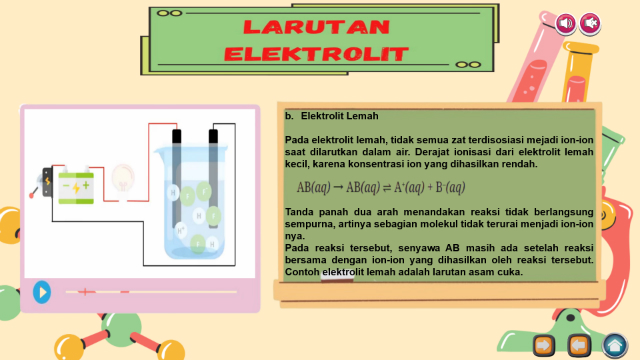 LARUTAN
ELEKTROLIT
b. Elektrolit Lemah
Pada elektrolit lemah, tidak semua zat terdisosiasi mejadi ion-ion
saat dilarutkan dalam air. Derajat ionisasi dari elektrolit lemah
kecil, karena konsentrasi ion yang dihasilkan rendah.
AB(aq) → AB(aq) ⇌ A⁺(aq) + B⁻(aq)
Tanda panah dua arah menandakan reaksi tidak berlangsung
sempurna, artinya sebagian molekul tidak terurai menjadi ion-ion
nya.
Pada reaksi tersebut, senyawa AB masih ada setelah reaksi
bersama dengan ion-ion yang dihasilkan oleh reaksi tersebut.
Contoh elektrolit lemah adalah larutan asam cuka.